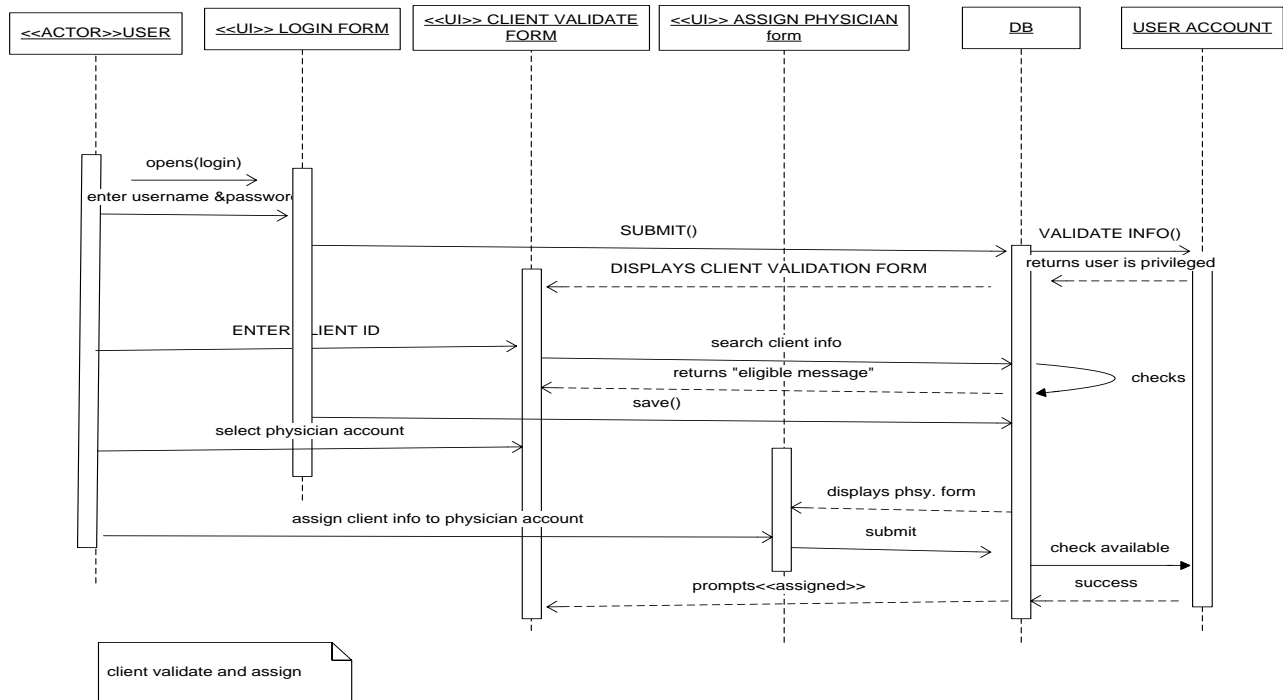 <<ACTOR>>USER
<<UI>> LOGIN FORM
<<UI>> CLIENT VALIDATE
FORM
<<UI>> ASSIGN PHYSICIAN
form
DB
USER ACCOUNT
opens(login)
enter username &password
SUBMIT()
VALIDATE INFO()
returns user is privileged
DISPLAYS CLIENT VALIDATION FORM
ENTER CLIENT ID
search client info
checks
returns "eligible message"
save()
select physician account
displays phsy. form
assign client info to physician account
submit
check available
success
prompts<<assigned>>
client validate and assign